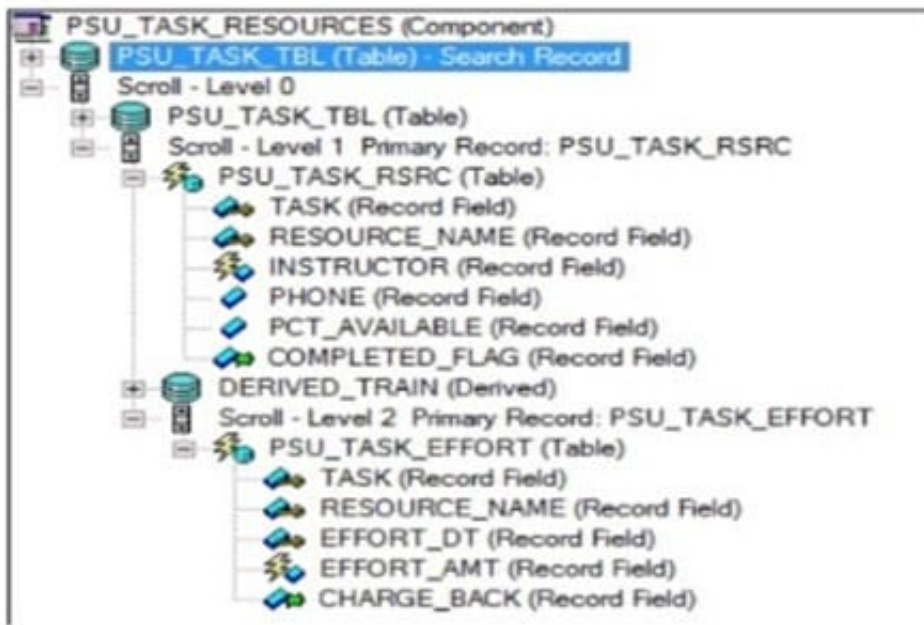 PSU_TASK_RESOURCES (Component)
PSU_TASK_TBL (Table) - Search Record
Scroll - Level 0
PSU_TASK_TBL (Table)
Scroll - Level 1 Primary Record: PSU_TASK_RSRC
PSU_TASK_RSRC (Table)
TASK (Record Field)
RESOURCE_NAME (Record Field)
INSTRUCTOR (Record Field)
PHONE (Record Field)
PCT_AVAILABLE (Record Field)
COMPLETED_FLAG (Record Field)
DERIVED_TRAIN (Derived)
Scroll - Level 2 Primary Record: PSU_TASK_EFFORT
PSU_TASK_EFFORT (Table)
TASK (Record Field)
RESOURCE_NAME (Record Field)
EFFORT_DT (Record Field)
EFFORT_AMT (Record Field)
CHARGE_BACK (Record Field)